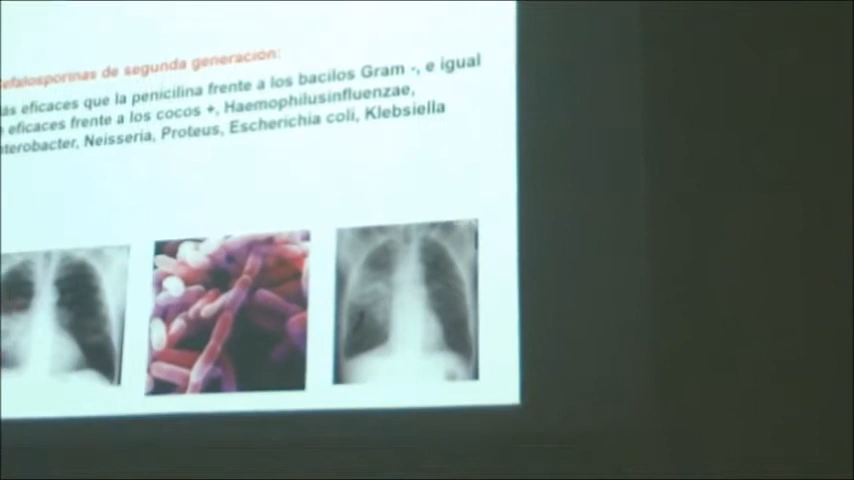 efalosporinas de segunda generación:
ás eficaces que la penicilina frente a los bacilos Gram -, e igual
eficaces frente a los cocos +, Haemophilusinfluenzae,
nterobacter, Neisseria, Proteus, Escherichia coli, Klebsiella